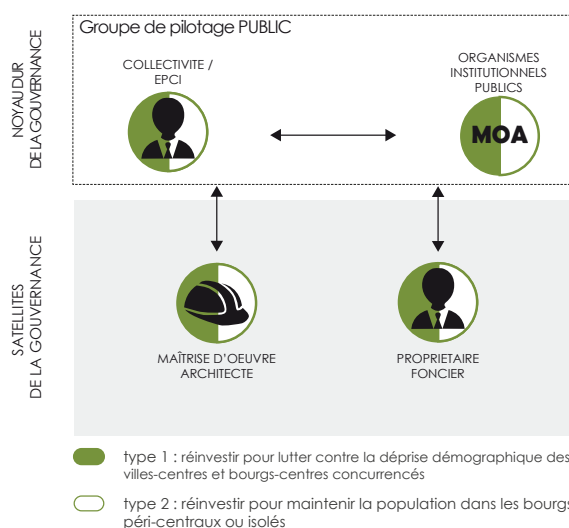 Groupe de pilotage PUBLIC
NOYAU DUR
DE LA GOUVERNANCE
COLLECTIVITE /
EPCI
ORGANISMES
INSTITUTIONNELS
PUBLICS
MOA
SATELLITES
DE LA GOUVERNANCE
MAÎTRISE D'OEUVRE
ARCHITECTE
PROPRIETAIRE
FONCIER
type 1 : réinvestir pour lutter contre la déprise démographique des
villes-centres et bourgs-centres concurrencés
type 2 : réinvestir pour maintenir la population dans les bourgs
péri-centraux ou isolés